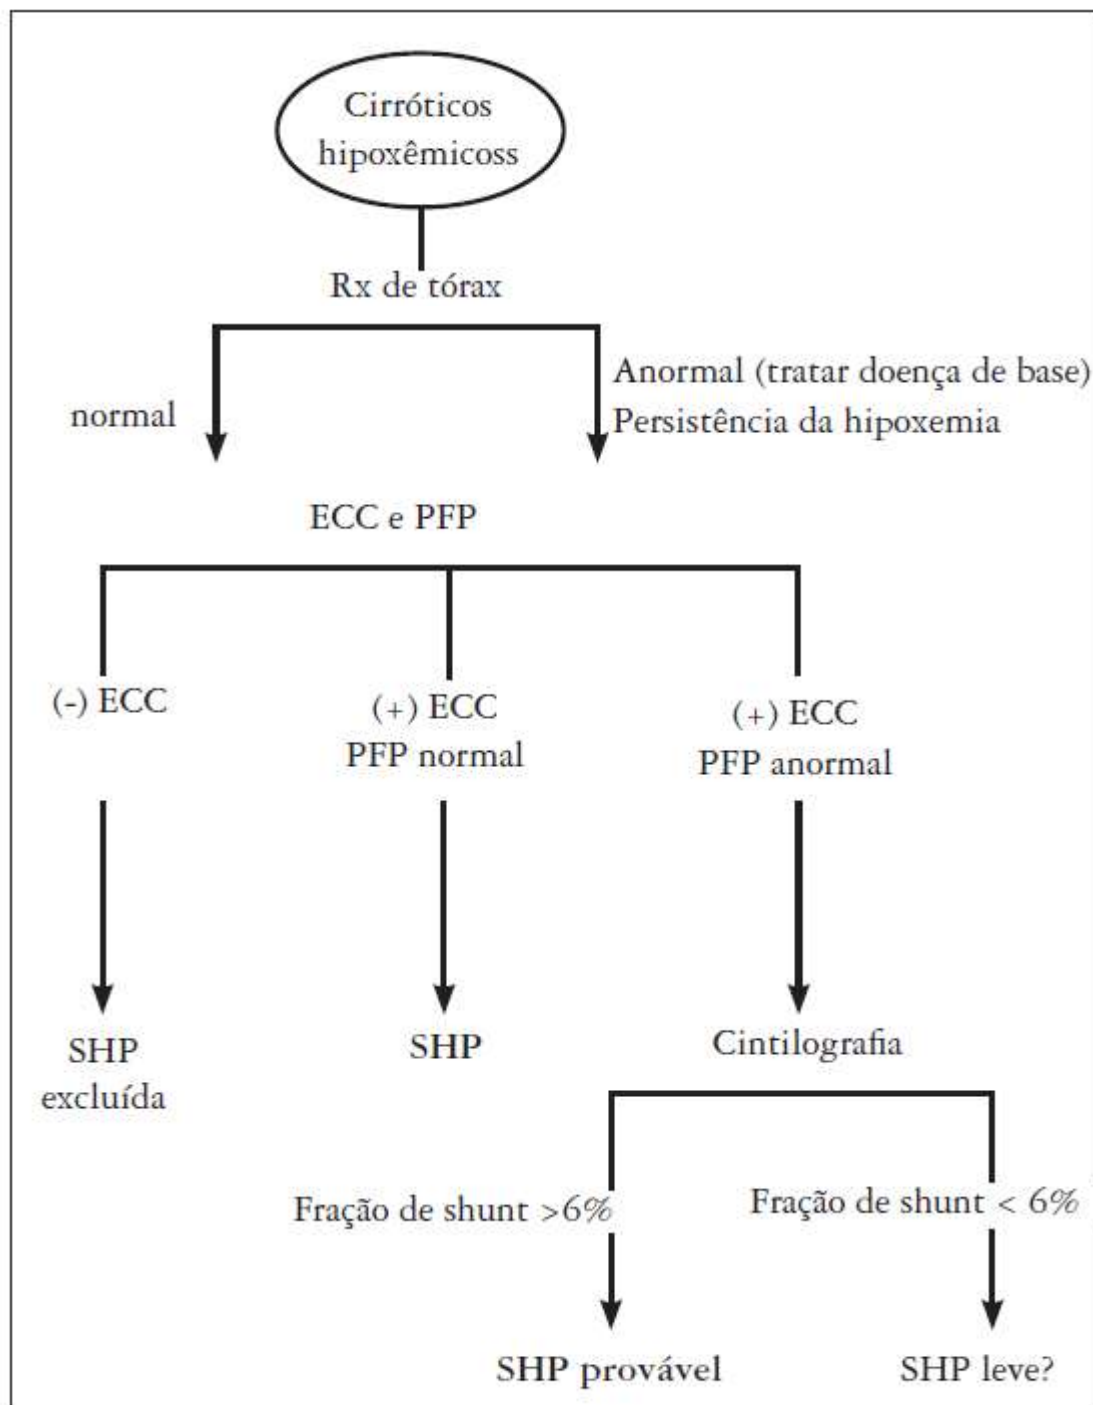 Cirróticos
hipoxêmicoss
Rx de tórax
normal
Anormal (tratar doença de base)
Persistência da hipoxemia
ECC e PFP
(-) ECC
(+) ECC
PFP normal
(+) ECC
PFP anormal
SHP
excluída
SHP
Cintilografia
Fração de shunt >6%
Fração de shunt < 6%
SHP provável
SHP leve?